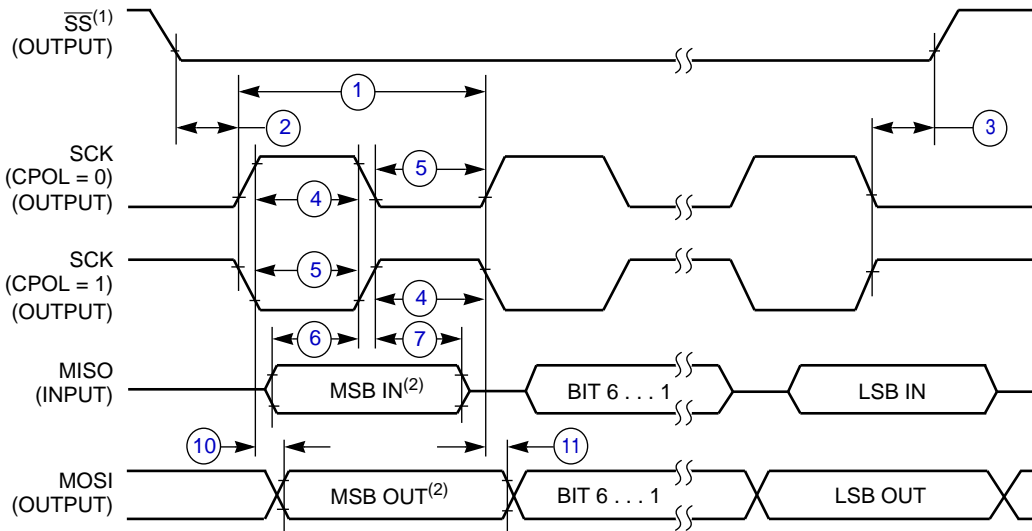 SS(1)
(OUTPUT)
1
2
3
SCK
(CPOL = 0)
(OUTPUT)
5
4
SCK
(CPOL = 1)
(OUTPUT)
5
4
6
7
MISO
(INPUT)
MSB IN(2)
BIT 6 . . . 1
LSB IN
10
11
MOSI
(OUTPUT)
MSB OUT(2)
BIT 6 . . . 1
LSB OUT